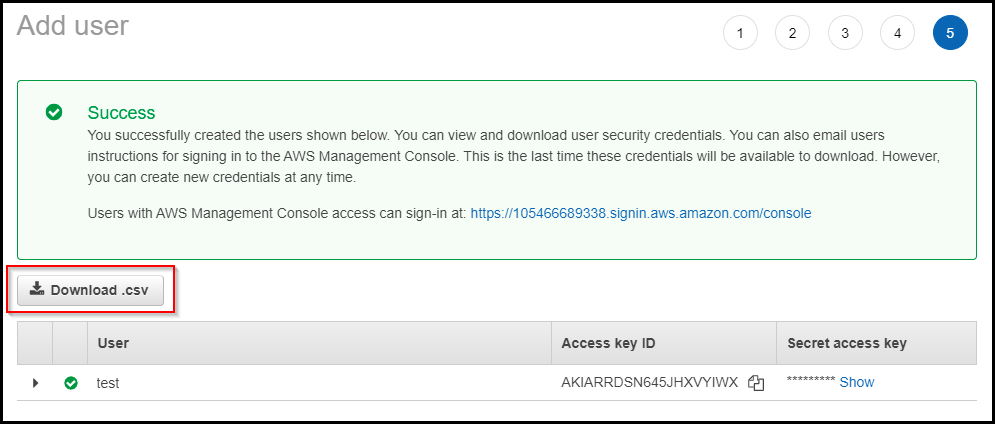 Add user
1 2 3 4 5
Success
You successfully created the users shown below. You can view and download user security credentials. You can also email users
instructions for signing in to the AWS Management Console. This is the last time these credentials will be available to download. However,
you can create new credentials at any time.
Users with AWS Management Console access can sign-in at: https://105466689338.signin.aws.amazon.com/console
Download .csv
User Access key ID Secret access key
test AKIARRDSN645JHXVYIWX ********* Show